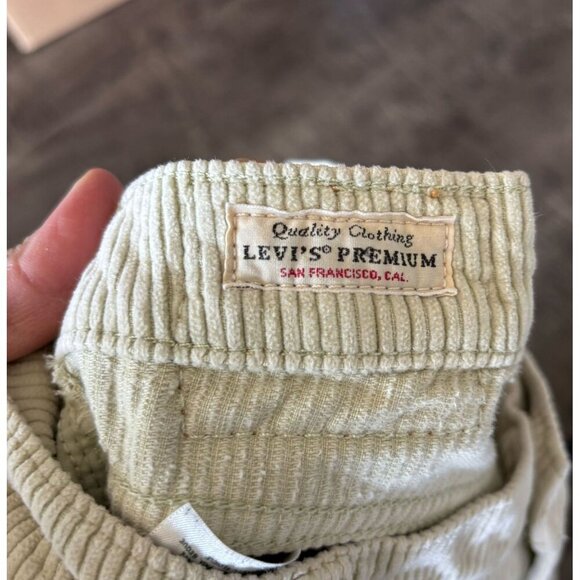 Quality Clothing
LEVI'S® PREMIUM
SAN FRANCISCO, CAL.